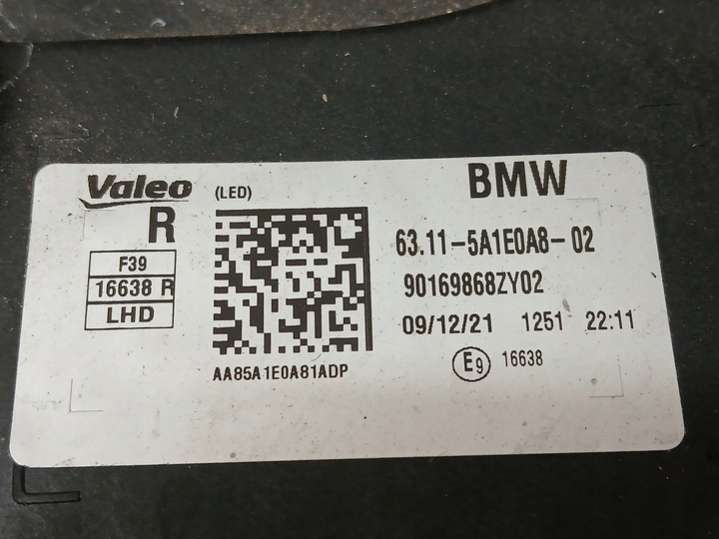 Valeo (LED) BMW
R
F39
16638 R
LHD
63.11-5A1E0A8-02
90169868ZY02
09/12/21 1251 22:11
E9 16638
AA85A1E0A81ADP